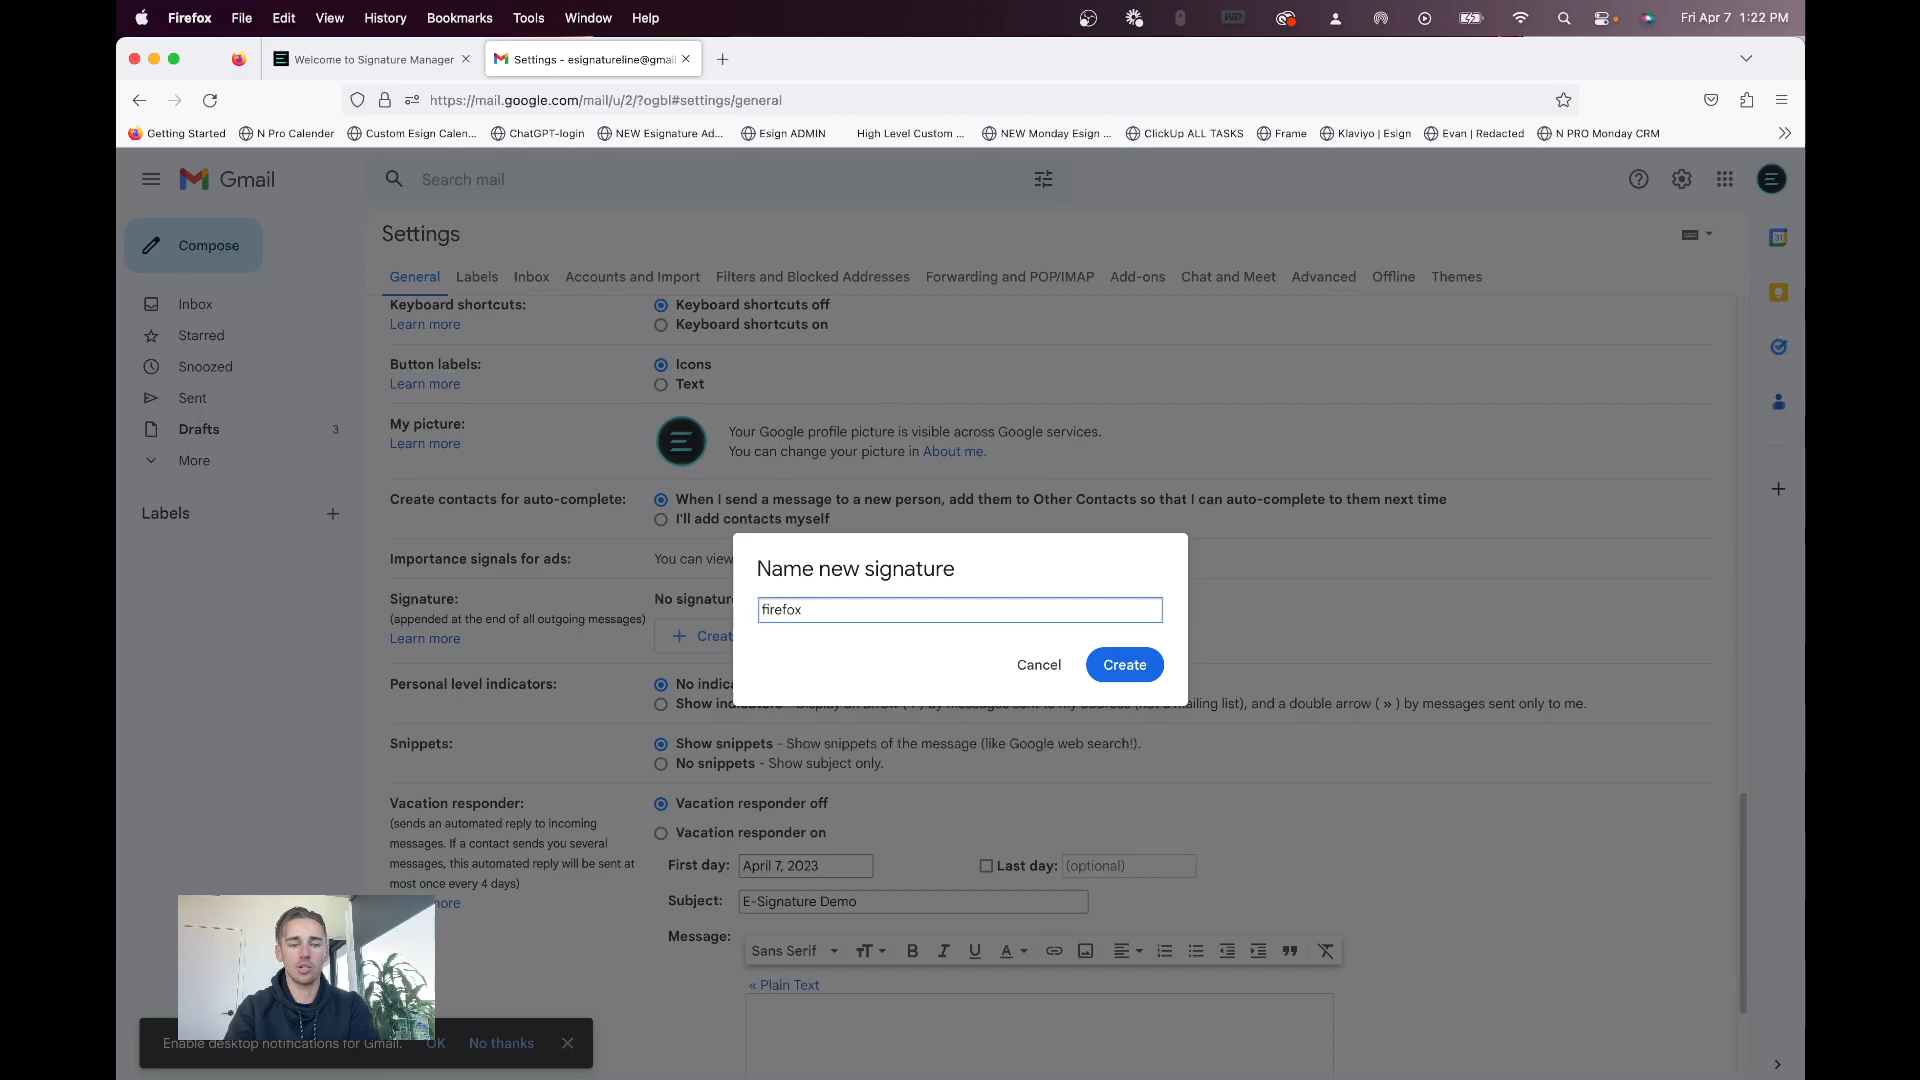 Firefox File Edit View History Bookmarks Tools Window Help Fri Apr 7 1:22 PM
Welcome to Signature Manager Settings - esignatureline@gmai
https://mail.google.com/mail/u/2/?ogbl#settings/general
Getting Started N Pro Calender Custom Esign Calen... ChatGPT-login NEW Esignature Ad... Esign ADMIN High Level Custom ... NEW Monday Esign ... ClickUp ALL TASKS Frame Klaviyo | Esign Evan | Redacted N PRO Monday CRM
Gmail Search mail
Compose
Inbox
Starred
Snoozed
Sent
Drafts 3
More
Labels
Settings
General Labels Inbox Accounts and Import Filters and Blocked Addresses Forwarding and POP/IMAP Add-ons Chat and Meet Advanced Offline Themes
Keyboard shortcuts: Keyboard shortcuts off
Learn more Keyboard shortcuts on
Button labels: Icons
Learn more Text
My picture: Your Google profile picture is visible across Google services.
Learn more You can change your picture in About me.
Create contacts for auto-complete: When I send a message to a new person, add them to Other Contacts so that I can auto-complete to them next time
I'll add contacts myself
Importance signals for ads: You can view
Signature: No signatur
(appended at the end of all outgoing messages)
Learn more + Creat
Name new signature
firefox
Cancel Create
Personal level indicators: No indica
Show indicators - Display an arrow ( › ) by messages sent to my address (not a mailing list), and a double arrow ( » ) by messages sent only to me.
Snippets: Show snippets - Show snippets of the message (like Google web search!).
No snippets - Show subject only.
Vacation responder: Vacation responder off
(sends an automated reply to incoming
messages. If a contact sends you several Vacation responder on
messages, this automated reply will be sent at First day: April 7, 2023 Last day: (optional)
most once every 4 days)
ore Subject: E-Signature Demo
Message: Sans Serif
« Plain Text
Enable desktop notifications for Gmail. OK No thanks